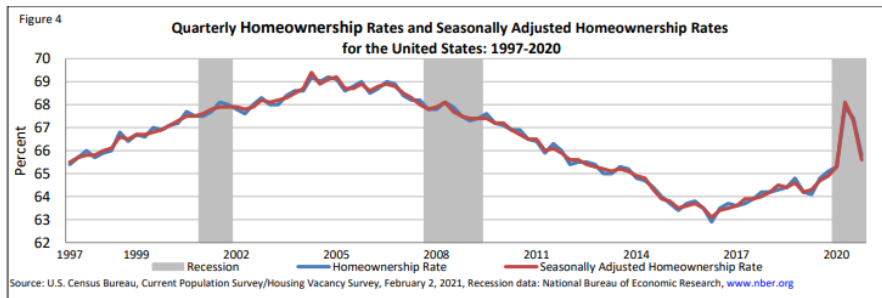 Figure 4
Quarterly Homeownership Rates and Seasonally Adjusted Homeownership Rates
for the United States: 1997-2020
Percent
70
69
68
67
66
65
64
63
62
1997 1999 2002 2005 2008 2011 2014 2017 2020
Recession Homeownership Rate Seasonally Adjusted Homeownership Rate
Source: U.S. Census Bureau, Current Population Survey/Housing Vacancy Survey, February 2, 2021, Recession data: National Bureau of Economic Research, www.nber.org